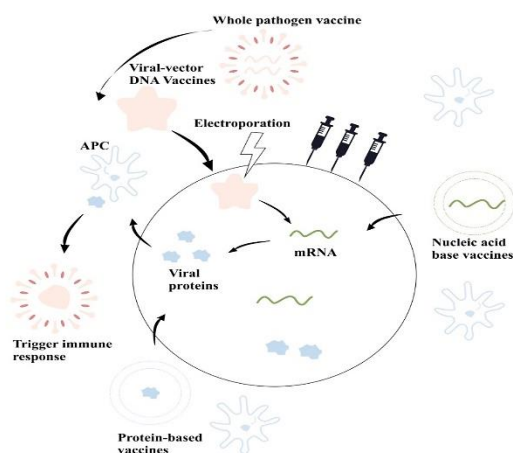 Whole pathogen vaccine
Viral-vector
DNA Vaccines
Electroporation
APC
mRNA
Nucleic acid
base vaccines
Viral
proteins
Trigger immune
response
Protein-based
vaccines